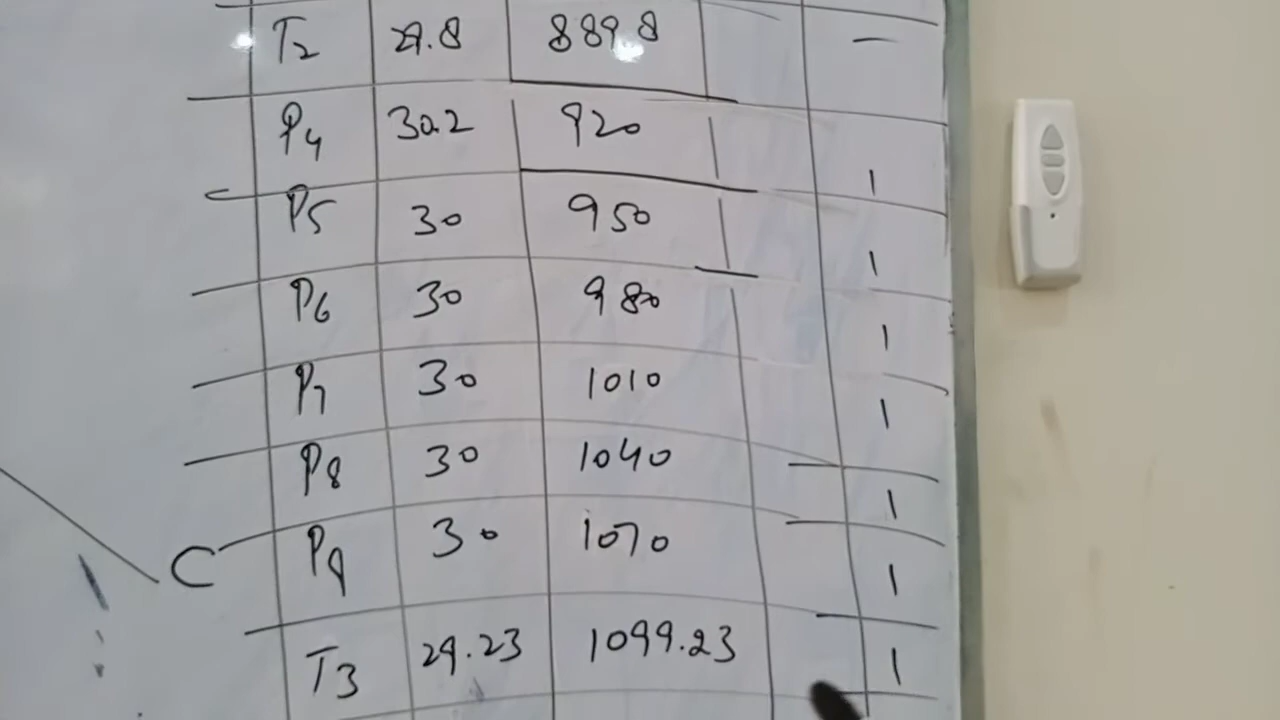 T2 29.8 889.8 —
P4 30.2 920 1
P5 30 950 1
P6 30 980 1
P7 30 1010 1
P8 30 1040 1
C P9 30 1070 1
T3 29.23 1099.23 1